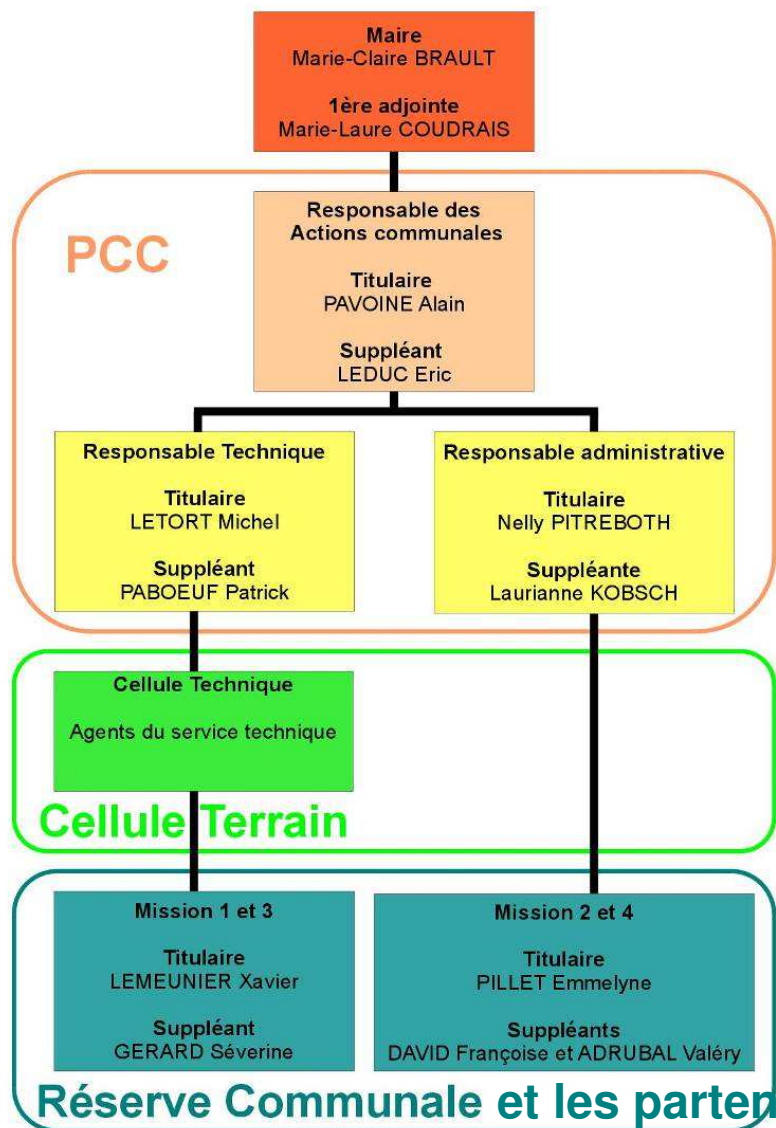 Maire
Marie-Claire BRAULT
1ère adjointe
Marie-Laure COUDRAIS
PCC
Responsable des
Actions communales
Titulaire
PAVOINE Alain
Suppléant
LEDUC Eric
Responsable Technique
Titulaire
LETORT Michel
Suppléant
PABOEUF Patrick
Responsable administrative
Titulaire
Nelly PITREBOTH
Suppléante
Laurianne KOBSCH
Cellule Technique
Agents du service technique
Cellule Terrain
Mission 1 et 3
Titulaire
LEMEUNIER Xavier
Suppléant
GERARD Séverine
Mission 2 et 4
Titulaire
PILLET Emmelyne
Suppléants
DAVID Françoise et ADRUBAL Valéry
Réserve Communale et les parten